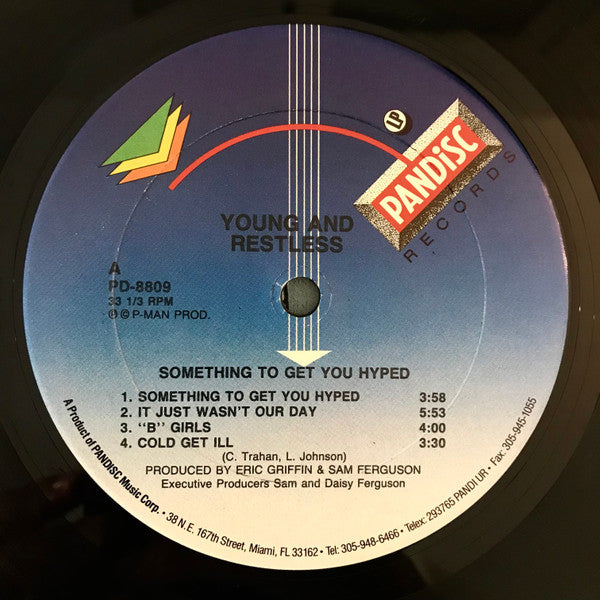 LP
PANDISC
RECORDS
YOUNG AND
RESTLESS
A
PD-8809
33 1/3 RPM
℗ © P-MAN PROD.
SOMETHING TO GET YOU HYPED
1. SOMETHING TO GET YOU HYPED 3:58
2. IT JUST WASN'T OUR DAY 5:53
3. "B" GIRLS 4:00
4. COLD GET ILL 3:30
(C. Trahan, L. Johnson)
PRODUCED BY ERIC GRIFFIN & SAM FERGUSON
Executive Producers Sam and Daisy Ferguson
A Product of PANDISC Music Corp. • 38 N.E. 167th Street, Miami, FL 33162 • Tel: 305-948-6466 • Telex: 293765 PANDI UR • Fax: 305-945-1055